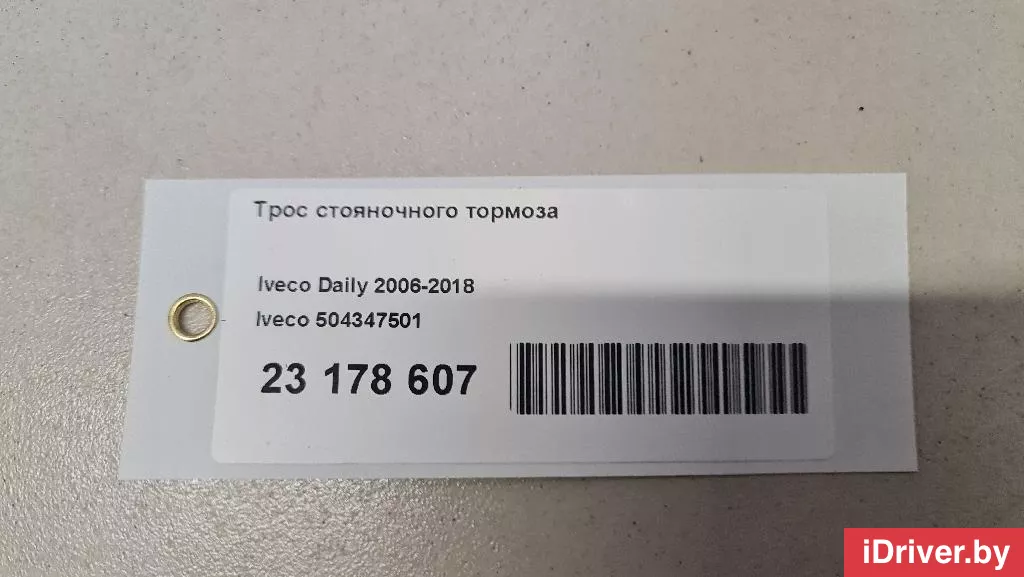 Трос стояночного тормоза
Iveco Daily 2006-2018
Iveco 504347501
23 178 607
iDriver.by